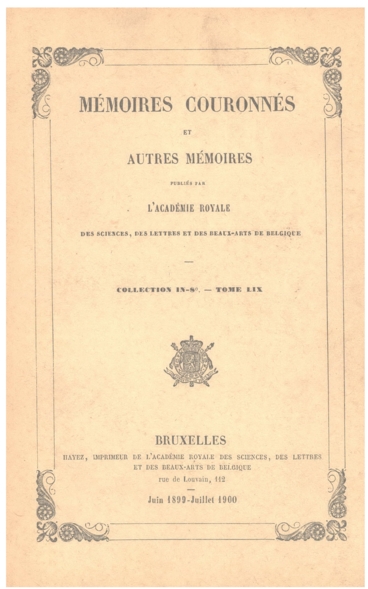 MÉMOIRES COURONNÉS
ET
AUTRES MÉMOIRES
PUBLIÉS PAR
L'ACADÉMIE ROYALE
DES SCIENCES, DES LETTRES ET DES BEAUX-ARTS DE BELGIQUE
COLLECTION IN-8º. — TOME LIX
BRUXELLES
HAYEZ, IMPRIMEUR DE L'ACADÉMIE ROYALE DES SCIENCES, DES LETTRES
ET DES BEAUX-ARTS DE BELGIQUE
rue de Louvain, 112
Juin 1899-Juillet 1900